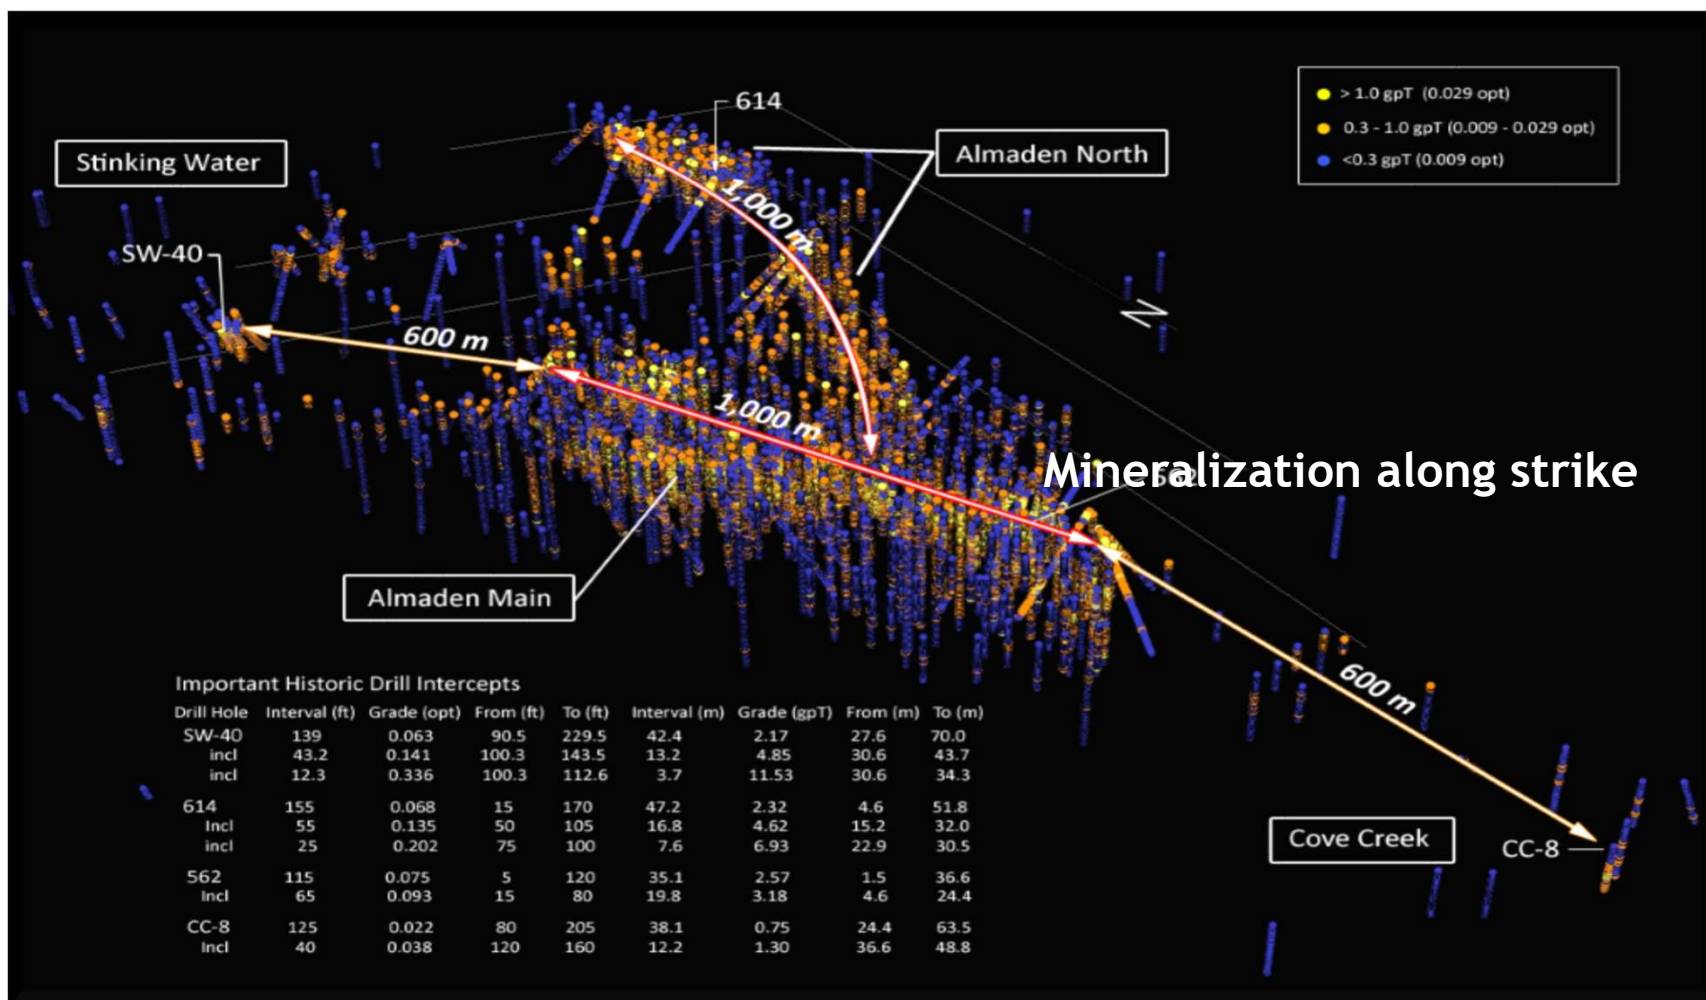 614
> 1.0 gpT (0.029 opt)
0.3 - 1.0 gpT (0.009 - 0.029 opt)
<0.3 gpT (0.009 opt)
Stinking Water
Almaden North
SW-40
1,000 m
N
600 m
1,000 m
Mineralization along strike
Almaden Main
600 m
Cove Creek
CC-8
Important Historic Drill Intercepts
Drill Hole Interval (ft) Grade (opt) From (ft) To (ft) Interval (m) Grade (gpT) From (m) To (m)
SW-40 139 0.063 90.5 229.5 42.4 2.17 27.6 70.0
incl 43.2 0.141 100.3 143.5 13.2 4.85 30.6 43.7
incl 12.3 0.336 100.3 112.6 3.7 11.53 30.6 34.3
614 155 0.068 15 170 47.2 2.32 4.6 51.8
Incl 55 0.135 50 105 16.8 4.62 15.2 32.0
incl 25 0.202 75 100 7.6 6.93 22.9 30.5
562 115 0.075 5 120 35.1 2.57 1.5 36.6
Incl 65 0.093 15 80 19.8 3.18 4.6 24.4
CC-8 125 0.022 80 205 38.1 0.75 24.4 63.5
Incl 40 0.038 120 160 12.2 1.30 36.6 48.8